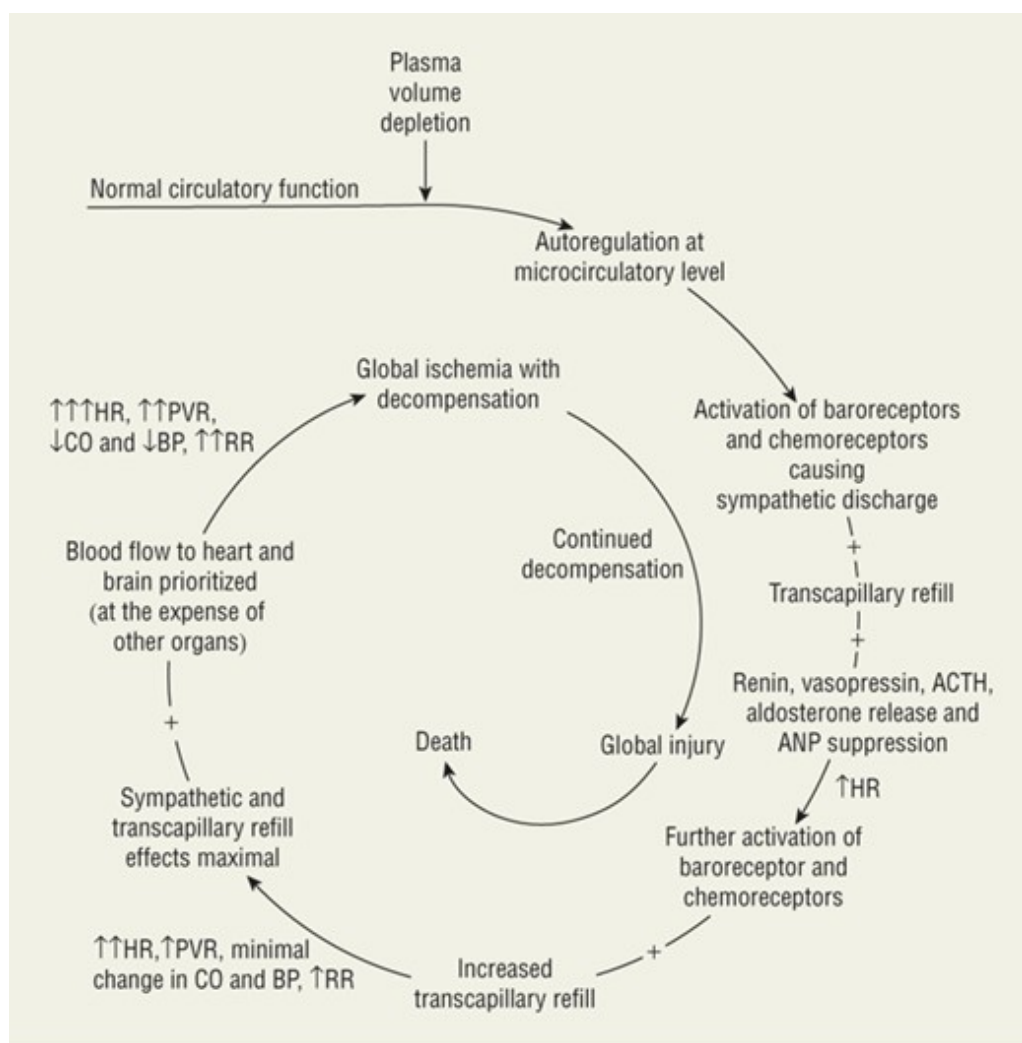 Plasma
volume
depletion
Normal circulatory function
Autoregulation at
microcirculatory level
Activation of baroreceptors
and chemoreceptors
causing
sympathetic discharge
+
Transcapillary refill
+
Renin, vasopressin, ACTH,
aldosterone release and
ANP suppression
↑HR
Further activation of
baroreceptor and
chemoreceptors
+
Increased
transcapillary refill
↑↑HR,↑PVR, minimal
change in CO and BP, ↑RR
Sympathetic and
transcapillary refill
effects maximal
+
Blood flow to heart and
brain prioritized
(at the expense of
other organs)
↑↑↑HR, ↑↑PVR,
↓CO and ↓BP, ↑↑RR
Global ischemia with
decompensation
Continued
decompensation
Global injury
Death